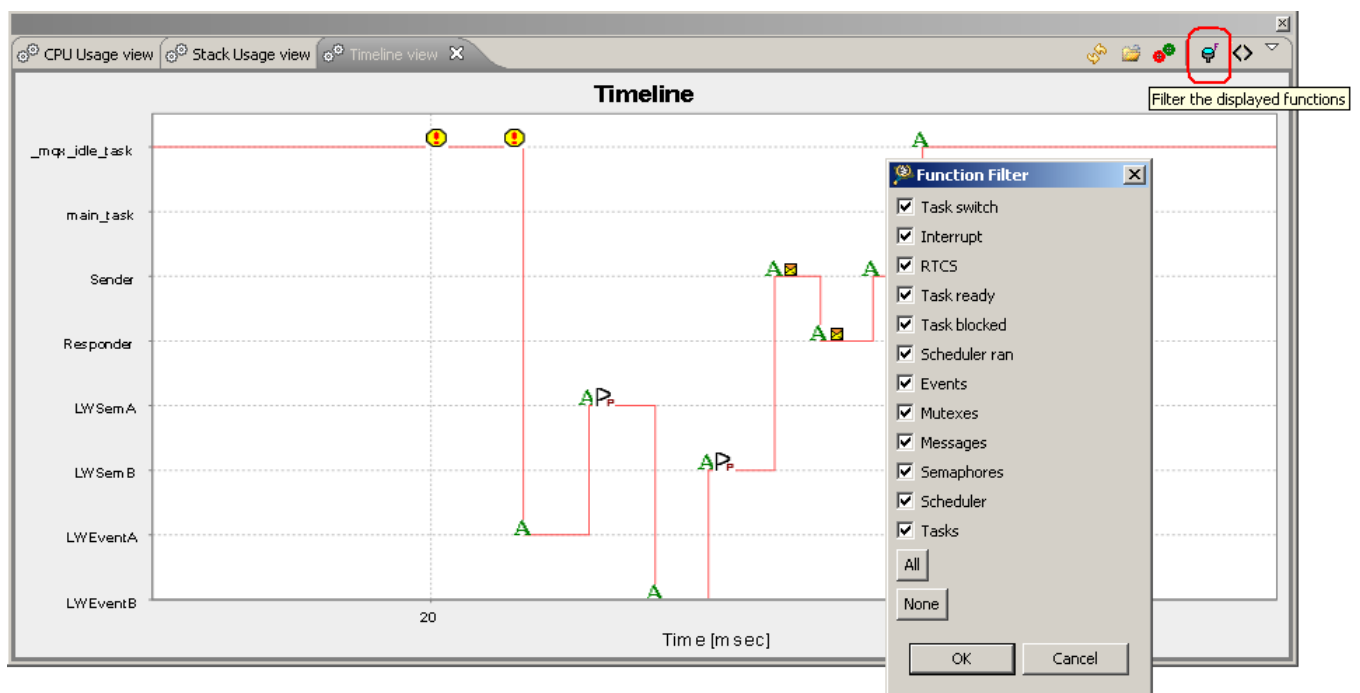 CPU Usage view Stack Usage view Timeline view
Filter the displayed functions
Timeline
_mqx_idle_task
A
main_task
Sender
A A
Responder
A
LWSemA
A P
LWSemB
A P
LWEventA
A
LWEventB
A
20
Time [msec]
Function Filter
Task switch
Interrupt
RTCS
Task ready
Task blocked
Scheduler ran
Events
Mutexes
Messages
Semaphores
Scheduler
Tasks
All
None
OK Cancel